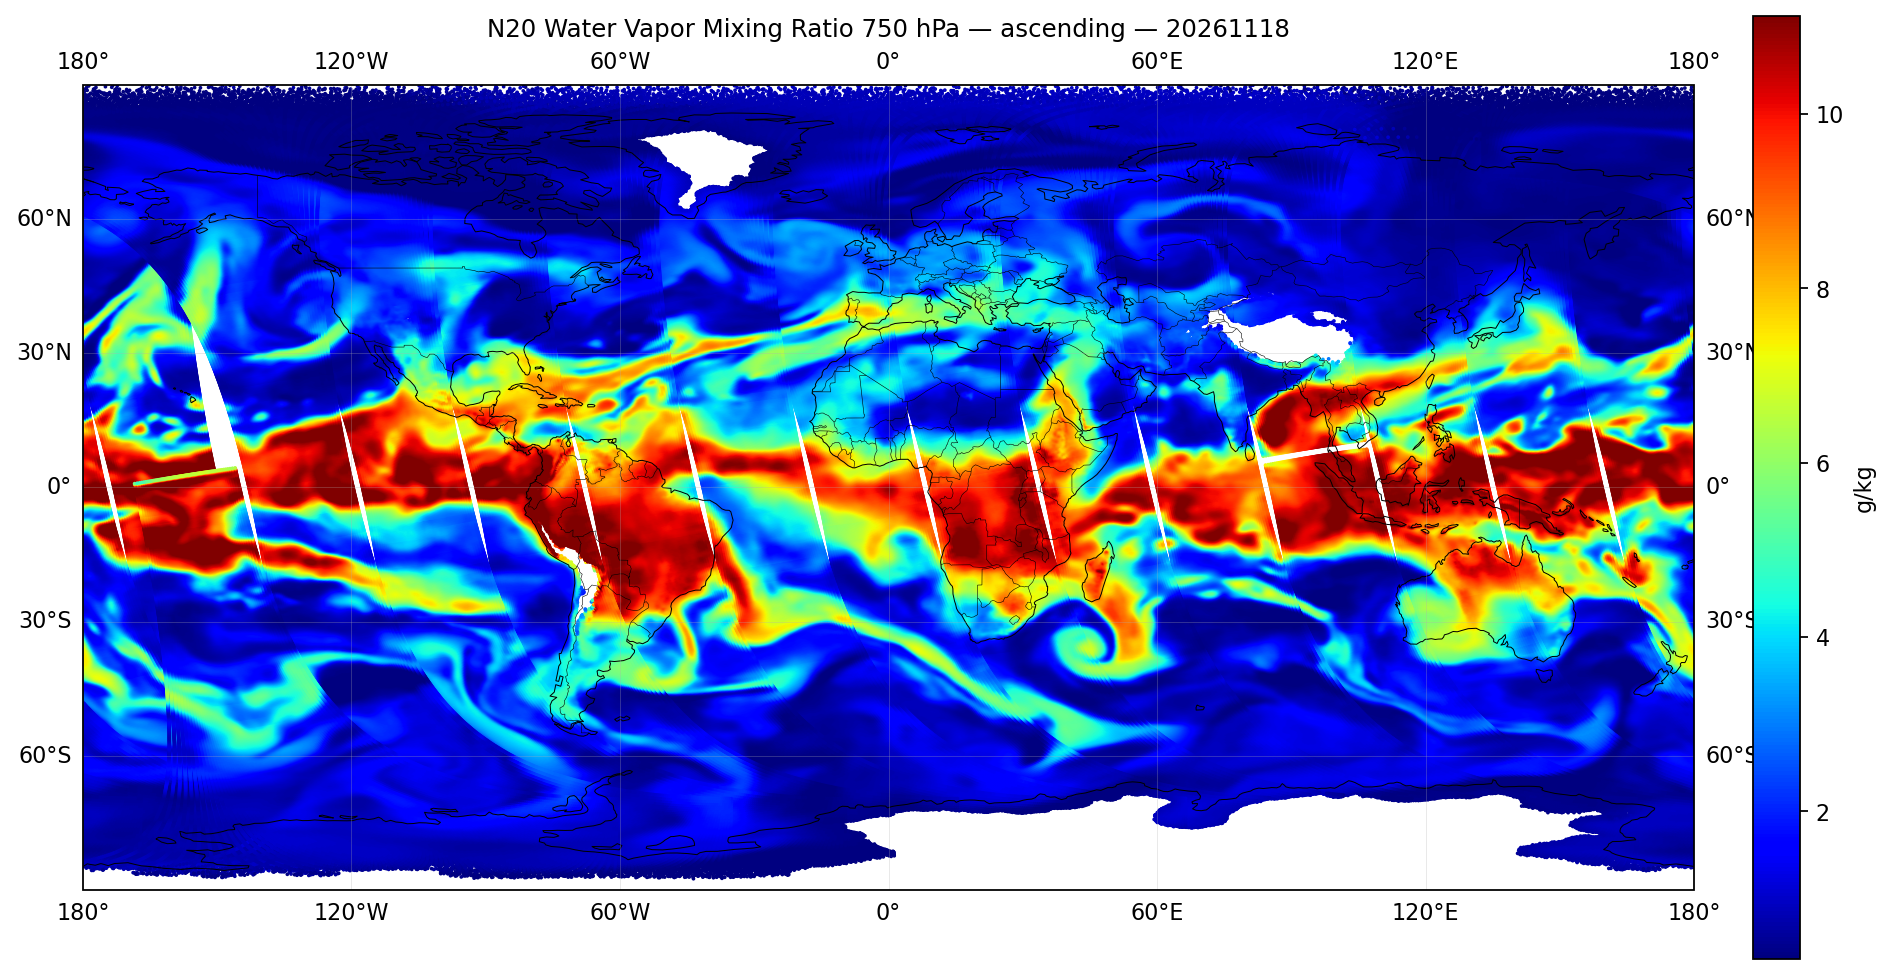 N20 Water Vapor Mixing Ratio 750 hPa — ascending — 20261118
180° 120°W 60°W 0° 60°E 120°E 180°
60°N 60°N
30°N 30°N
0° 0°
30°S 30°S
60°S 60°S
180° 120°W 60°W 0° 60°E 120°E 180°
10
8
6
4
2
g/kg